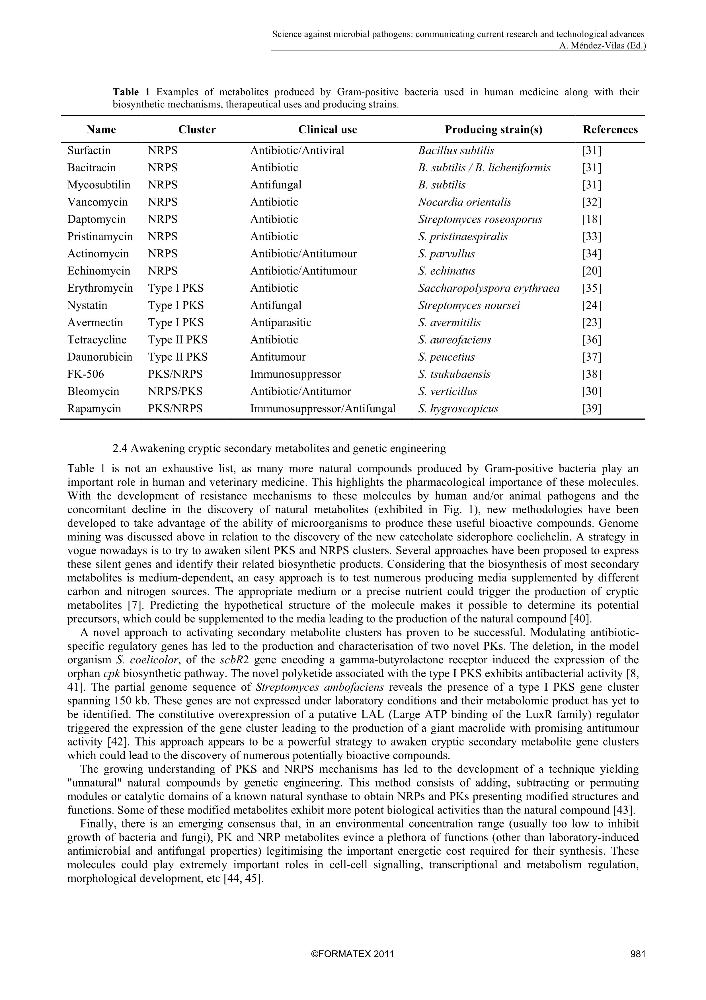 Science against microbial pathogens: communicating current research and technological advances
A. Méndez-Vilas (Ed.)
Table 1 Examples of metabolites produced by Gram-positive bacteria used in human medicine along with their
biosynthetic mechanisms, therapeutical uses and producing strains.
Name Cluster Clinical use Producing strain(s) References
Surfactin NRPS Antibiotic/Antiviral Bacillus subtilis [31]
Bacitracin NRPS Antibiotic B. subtilis / B. licheniformis [31]
Mycosubtilin NRPS Antifungal B. subtilis [31]
Vancomycin NRPS Antibiotic Nocardia orientalis [32]
Daptomycin NRPS Antibiotic Streptomyces roseosporus [18]
Pristinamycin NRPS Antibiotic S. pristinaespiralis [33]
Actinomycin NRPS Antibiotic/Antitumour S. parvullus [34]
Echinomycin NRPS Antibiotic/Antitumour S. echinatus [20]
Erythromycin Type I PKS Antibiotic Saccharopolyspora erythraea [35]
Nystatin Type I PKS Antifungal Streptomyces noursei [24]
Avermectin Type I PKS Antiparasitic S. avermitilis [23]
Tetracycline Type II PKS Antibiotic S. aureofaciens [36]
Daunorubicin Type II PKS Antitumour S. peucetius [37]
FK-506 PKS/NRPS Immunosuppressor S. tsukubaensis [38]
Bleomycin NRPS/PKS Antibiotic/Antitumor S. verticillus [30]
Rapamycin PKS/NRPS Immunosuppressor/Antifungal S. hygroscopicus [39]
2.4 Awakening cryptic secondary metabolites and genetic engineering
Table 1 is not an exhaustive list, as many more natural compounds produced by Gram-positive bacteria play an
important role in human and veterinary medicine. This highlights the pharmacological importance of these molecules.
With the development of resistance mechanisms to these molecules by human and/or animal pathogens and the
concomitant decline in the discovery of natural metabolites (exhibited in Fig. 1), new methodologies have been
developed to take advantage of the ability of microorganisms to produce these useful bioactive compounds. Genome
mining was discussed above in relation to the discovery of the new catecholate siderophore coelichelin. A strategy in
vogue nowadays is to try to awaken silent PKS and NRPS clusters. Several approaches have been proposed to express
these silent genes and identify their related biosynthetic products. Considering that the biosynthesis of most secondary
metabolites is medium-dependent, an easy approach is to test numerous producing media supplemented by different
carbon and nitrogen sources. The appropriate medium or a precise nutrient could trigger the production of cryptic
metabolites [7]. Predicting the hypothetical structure of the molecule makes it possible to determine its potential
precursors, which could be supplemented to the media leading to the production of the natural compound [40].
A novel approach to activating secondary metabolite clusters has proven to be successful. Modulating antibiotic-
specific regulatory genes has led to the production and characterisation of two novel PKs. The deletion, in the model
organism S. coelicolor, of the scbR2 gene encoding a gamma-butyrolactone receptor induced the expression of the
orphan cpk biosynthetic pathway. The novel polyketide associated with the type I PKS exhibits antibacterial activity [8,
41]. The partial genome sequence of Streptomyces ambofaciens reveals the presence of a type I PKS gene cluster
spanning 150 kb. These genes are not expressed under laboratory conditions and their metabolomic product has yet to
be identified. The constitutive overexpression of a putative LAL (Large ATP binding of the LuxR family) regulator
triggered the expression of the gene cluster leading to the production of a giant macrolide with promising antitumour
activity [42]. This approach appears to be a powerful strategy to awaken cryptic secondary metabolite gene clusters
which could lead to the discovery of numerous potentially bioactive compounds.
The growing understanding of PKS and NRPS mechanisms has led to the development of a technique yielding
"unnatural" natural compounds by genetic engineering. This method consists of adding, subtracting or permuting
modules or catalytic domains of a known natural synthase to obtain NRPs and PKs presenting modified structures and
functions. Some of these modified metabolites exhibit more potent biological activities than the natural compound [43].
Finally, there is an emerging consensus that, in an environmental concentration range (usually too low to inhibit
growth of bacteria and fungi), PK and NRP metabolites evince a plethora of functions (other than laboratory-induced
antimicrobial and antifungal properties) legitimising the important energetic cost required for their synthesis. These
molecules could play extremely important roles in cell-cell signalling, transcriptional and metabolism regulation,
morphological development, etc [44, 45].
©FORMATEX 2011 981